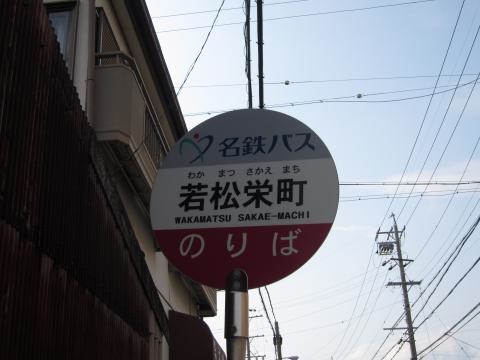 名鉄バス
わか まつ さかえ まち
若松栄町
WAKAMATSU SAKAE-MACHI
のりば